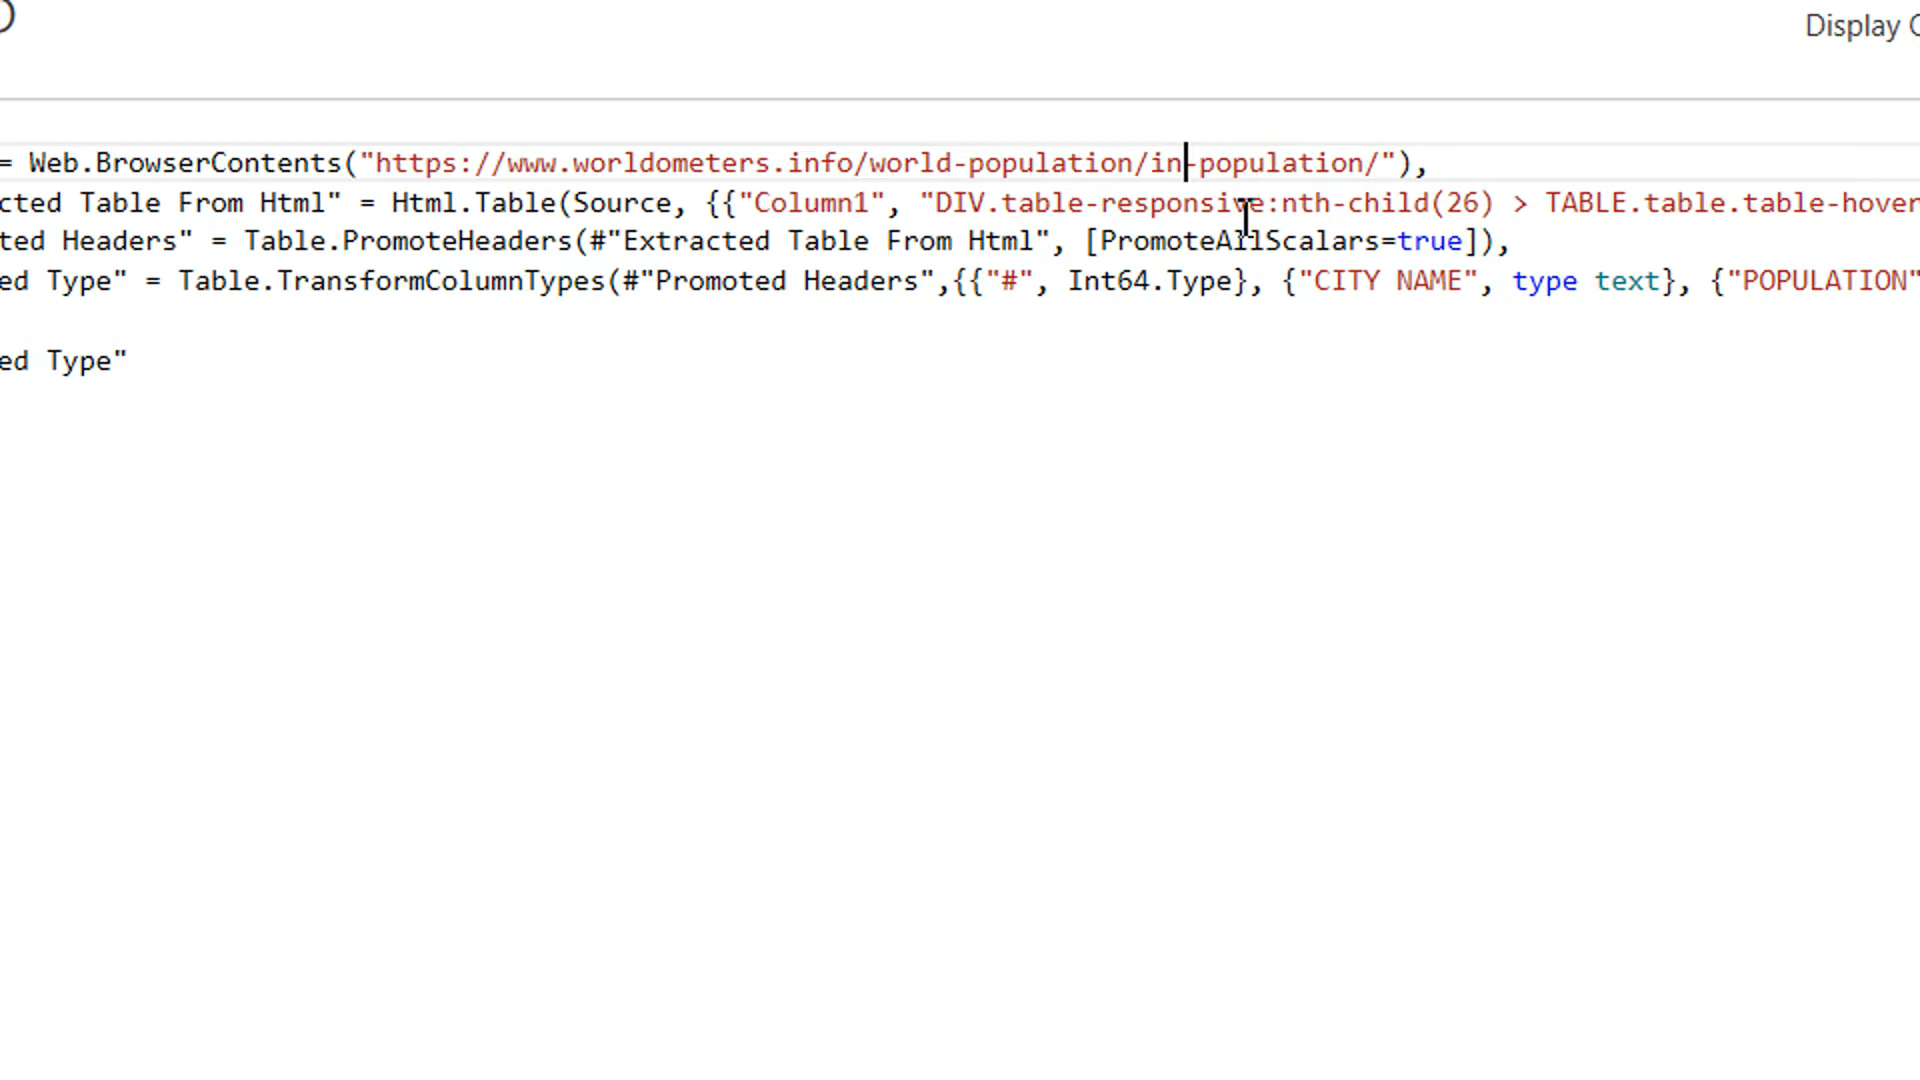 Display
= Web.BrowserContents("https://www.worldometers.info/world-population/in-population/"),
cted Table From Html" = Html.Table(Source, {{"Column1", "DIV.table-responsive:nth-child(26) > TABLE.table.table-hover
ted Headers" = Table.PromoteHeaders(#"Extracted Table From Html", [PromoteAllScalars=true]),
ed Type" = Table.TransformColumnTypes(#"Promoted Headers",{{"#", Int64.Type}, {"CITY NAME", type text}, {"POPULATION"
ed Type"